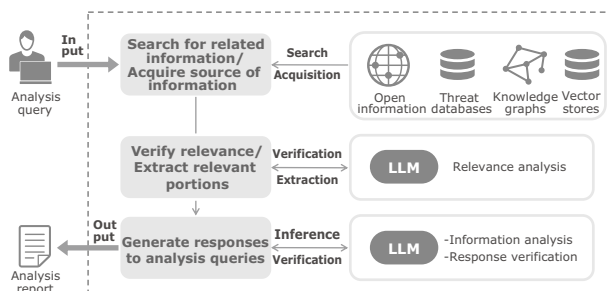 In
put
Analysis
query
Search for related
information/
Acquire source of
information
Search
Acquisition
Open
information
Threat
databases
Knowledge
graphs
Vector
stores
Verify relevance/
Extract relevant
portions
Verification
Extraction
LLM
Relevance analysis
Out
put
Analysis
report
Generate responses
to analysis queries
Inference
Verification
LLM
-Information analysis
-Response verification